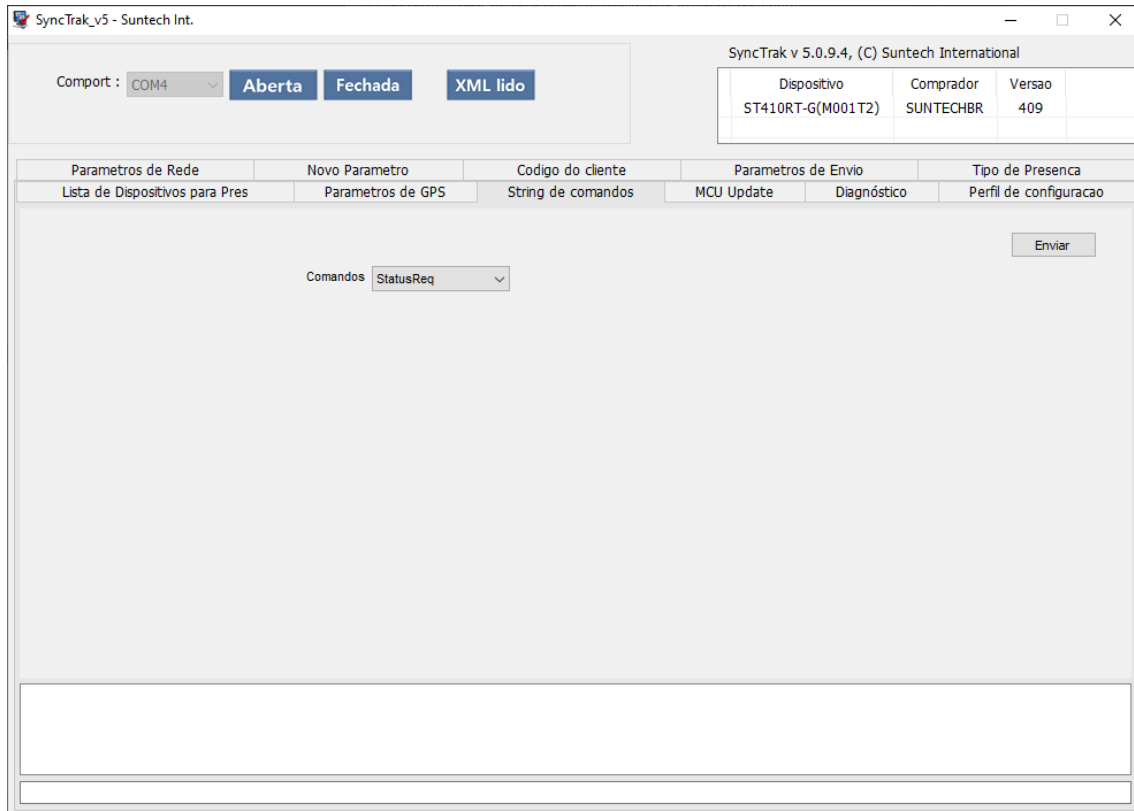 SyncTrak_v5 - Suntech Int.
SyncTrak v 5.0.9.4, (C) Suntech International
Comport : COM4 Aberta Fechada XML lido
Dispositivo Comprador Versao
ST410RT-G(M001T2) SUNTECHBR 409
Parametros de Rede Novo Parametro Codigo do cliente Parametros de Envio Tipo de Presenca
Lista de Dispositivos para Pres Parametros de GPS String de comandos MCU Update Diagnóstico Perfil de configuracao
Enviar
Comandos StatusReq